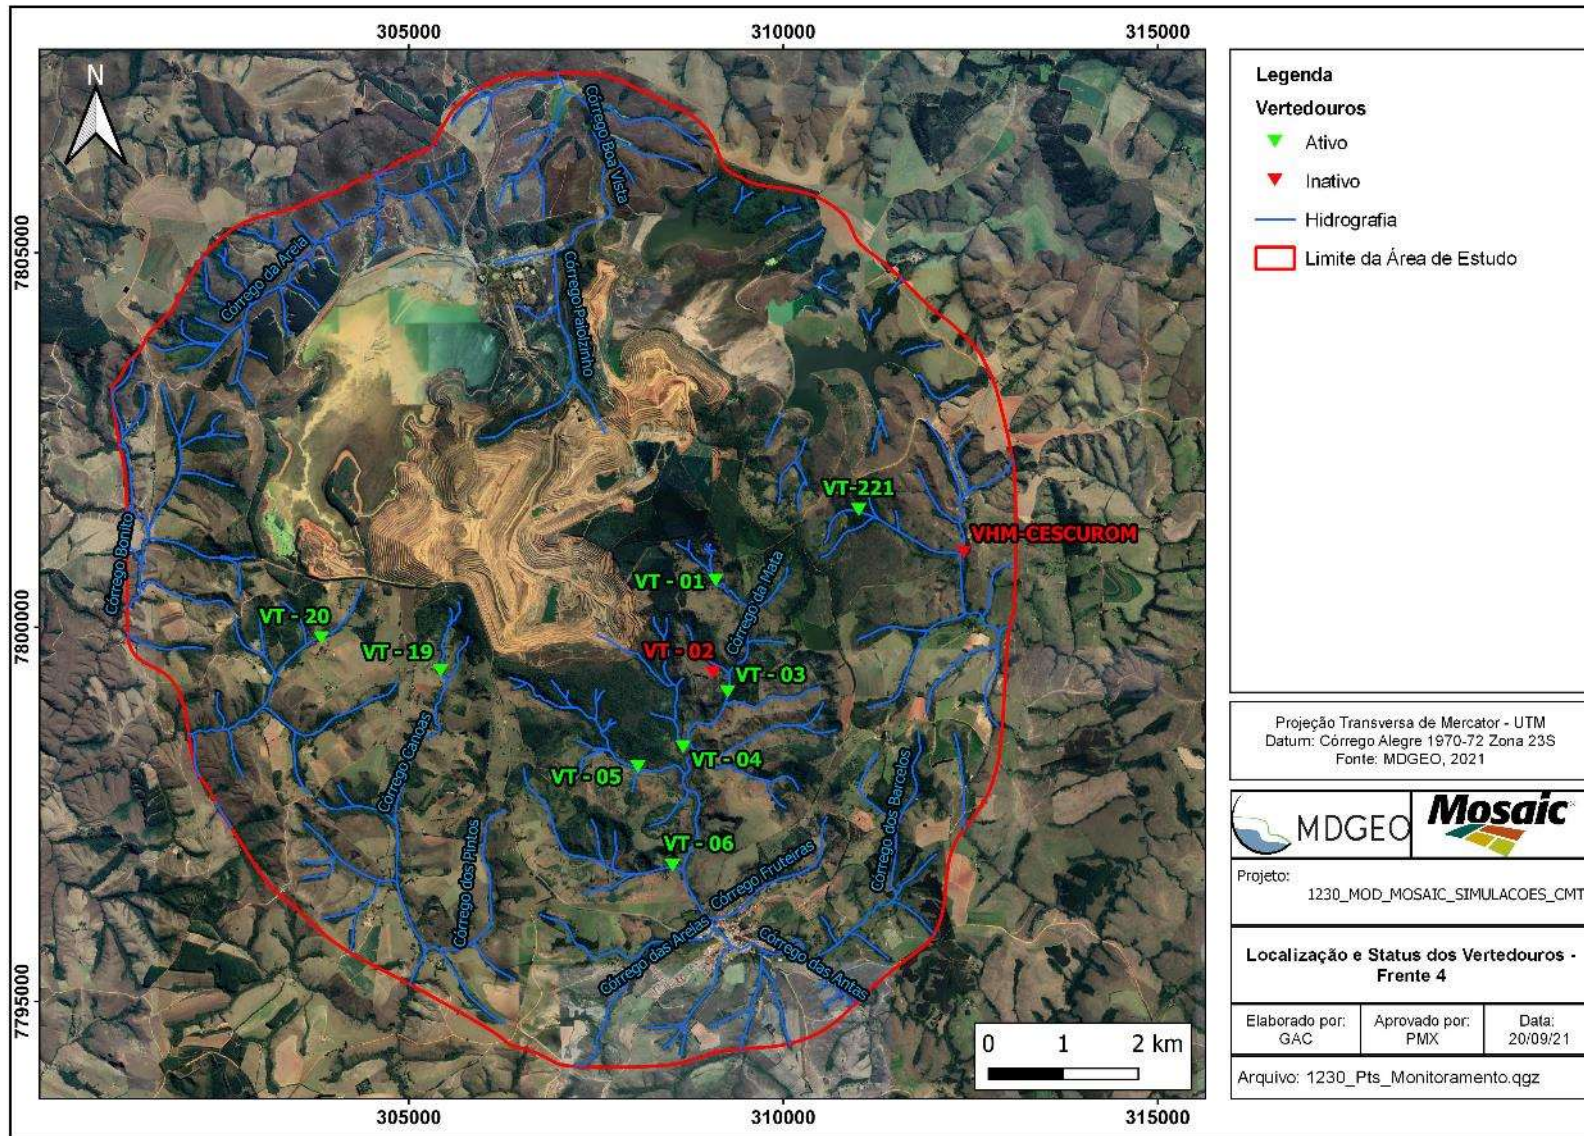 305000
310000
315000
7805000
7800000
7795000
N
Córrego Boa Vista
Córrego da Areia
Córrego Paiolzinho
Córrego Bonito
VT-221
VHM-CESCUROM
VT - 01
Córrego da Mata
VT - 20
VT - 19
VT - 02
VT - 03
Córrego Canoas
VT - 04
VT - 05
Córrego dos Barcelos
Córrego dos Pintos
VT - 06
Córrego Fruteiras
Córrego das Areias
Córrego das Antas
0 1 2 km
305000
310000
315000
Legenda
Vertedouros
Ativo
Inativo
Hidrografia
Limite da Área de Estudo
Projeção Transversa de Mercator - UTM
Datum: Córrego Alegre 1970-72 Zona 23S
Fonte: MDGEO, 2021
MDGEO
Mosaic
Projeto:
1230_MOD_MOSAIC_SIMULACOES_CMT
Localização e Status dos Vertedouros -
Frente 4
Elaborado por:
GAC
Aprovado por:
PMX
Data:
20/09/21
Arquivo: 1230_Pts_Monitoramento.qgz